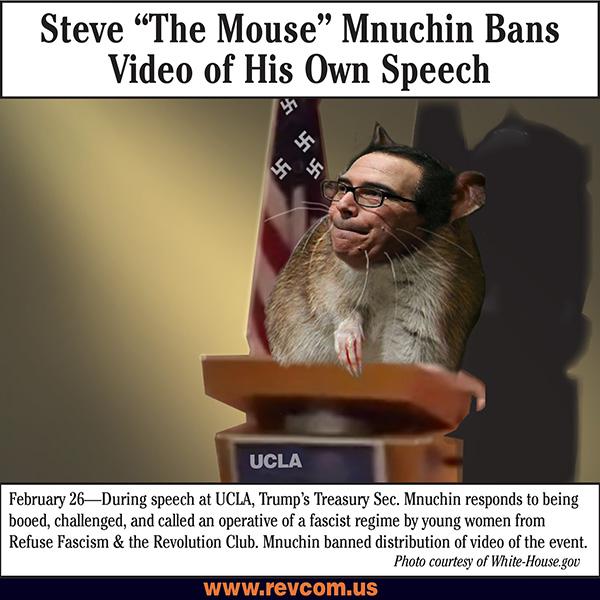 Steve “The Mouse” Mnuchin Bans
Video of His Own Speech
UCLA
February 26—During speech at UCLA, Trump’s Treasury Sec. Mnuchin responds to being
booed, challenged, and called an operative of a fascist regime by young women from
Refuse Fascism & the Revolution Club. Mnuchin banned distribution of video of the event.
Photo courtesy of White-House.gov
www.revcom.us